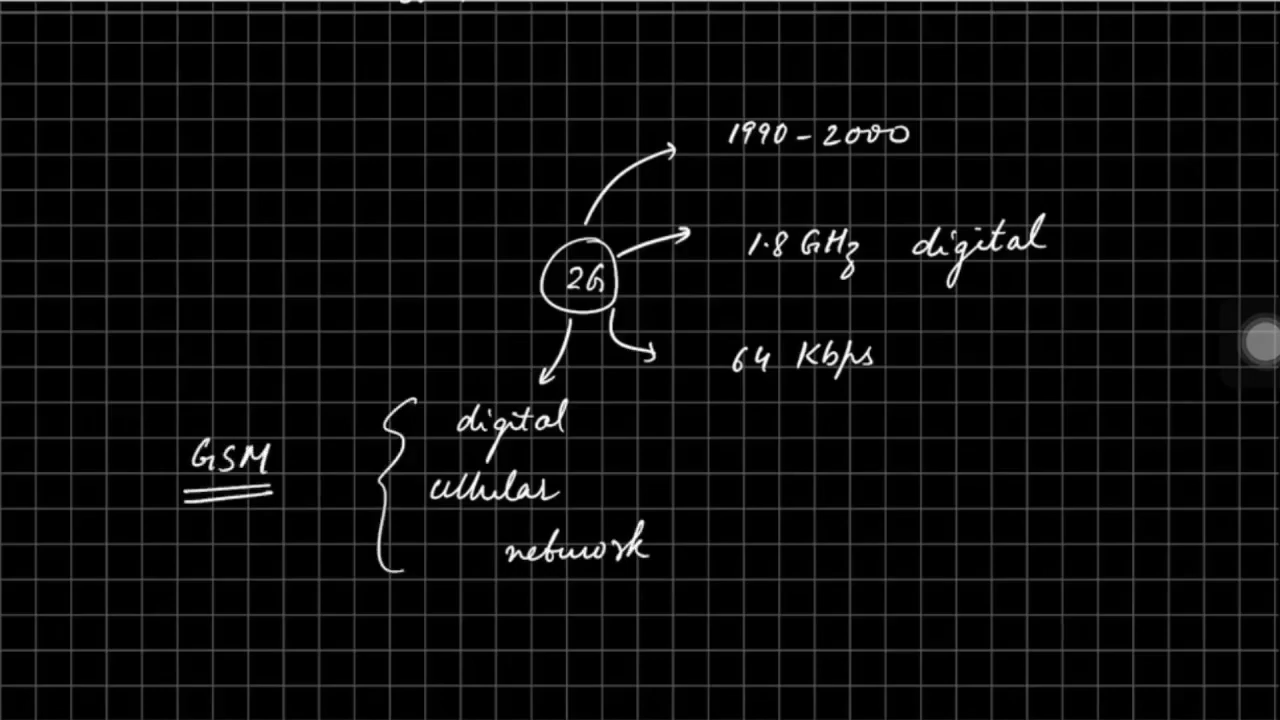 1990 - 2000
1.8 GHz digital
2G
64 Kbps
digital
GSM
cellular
network